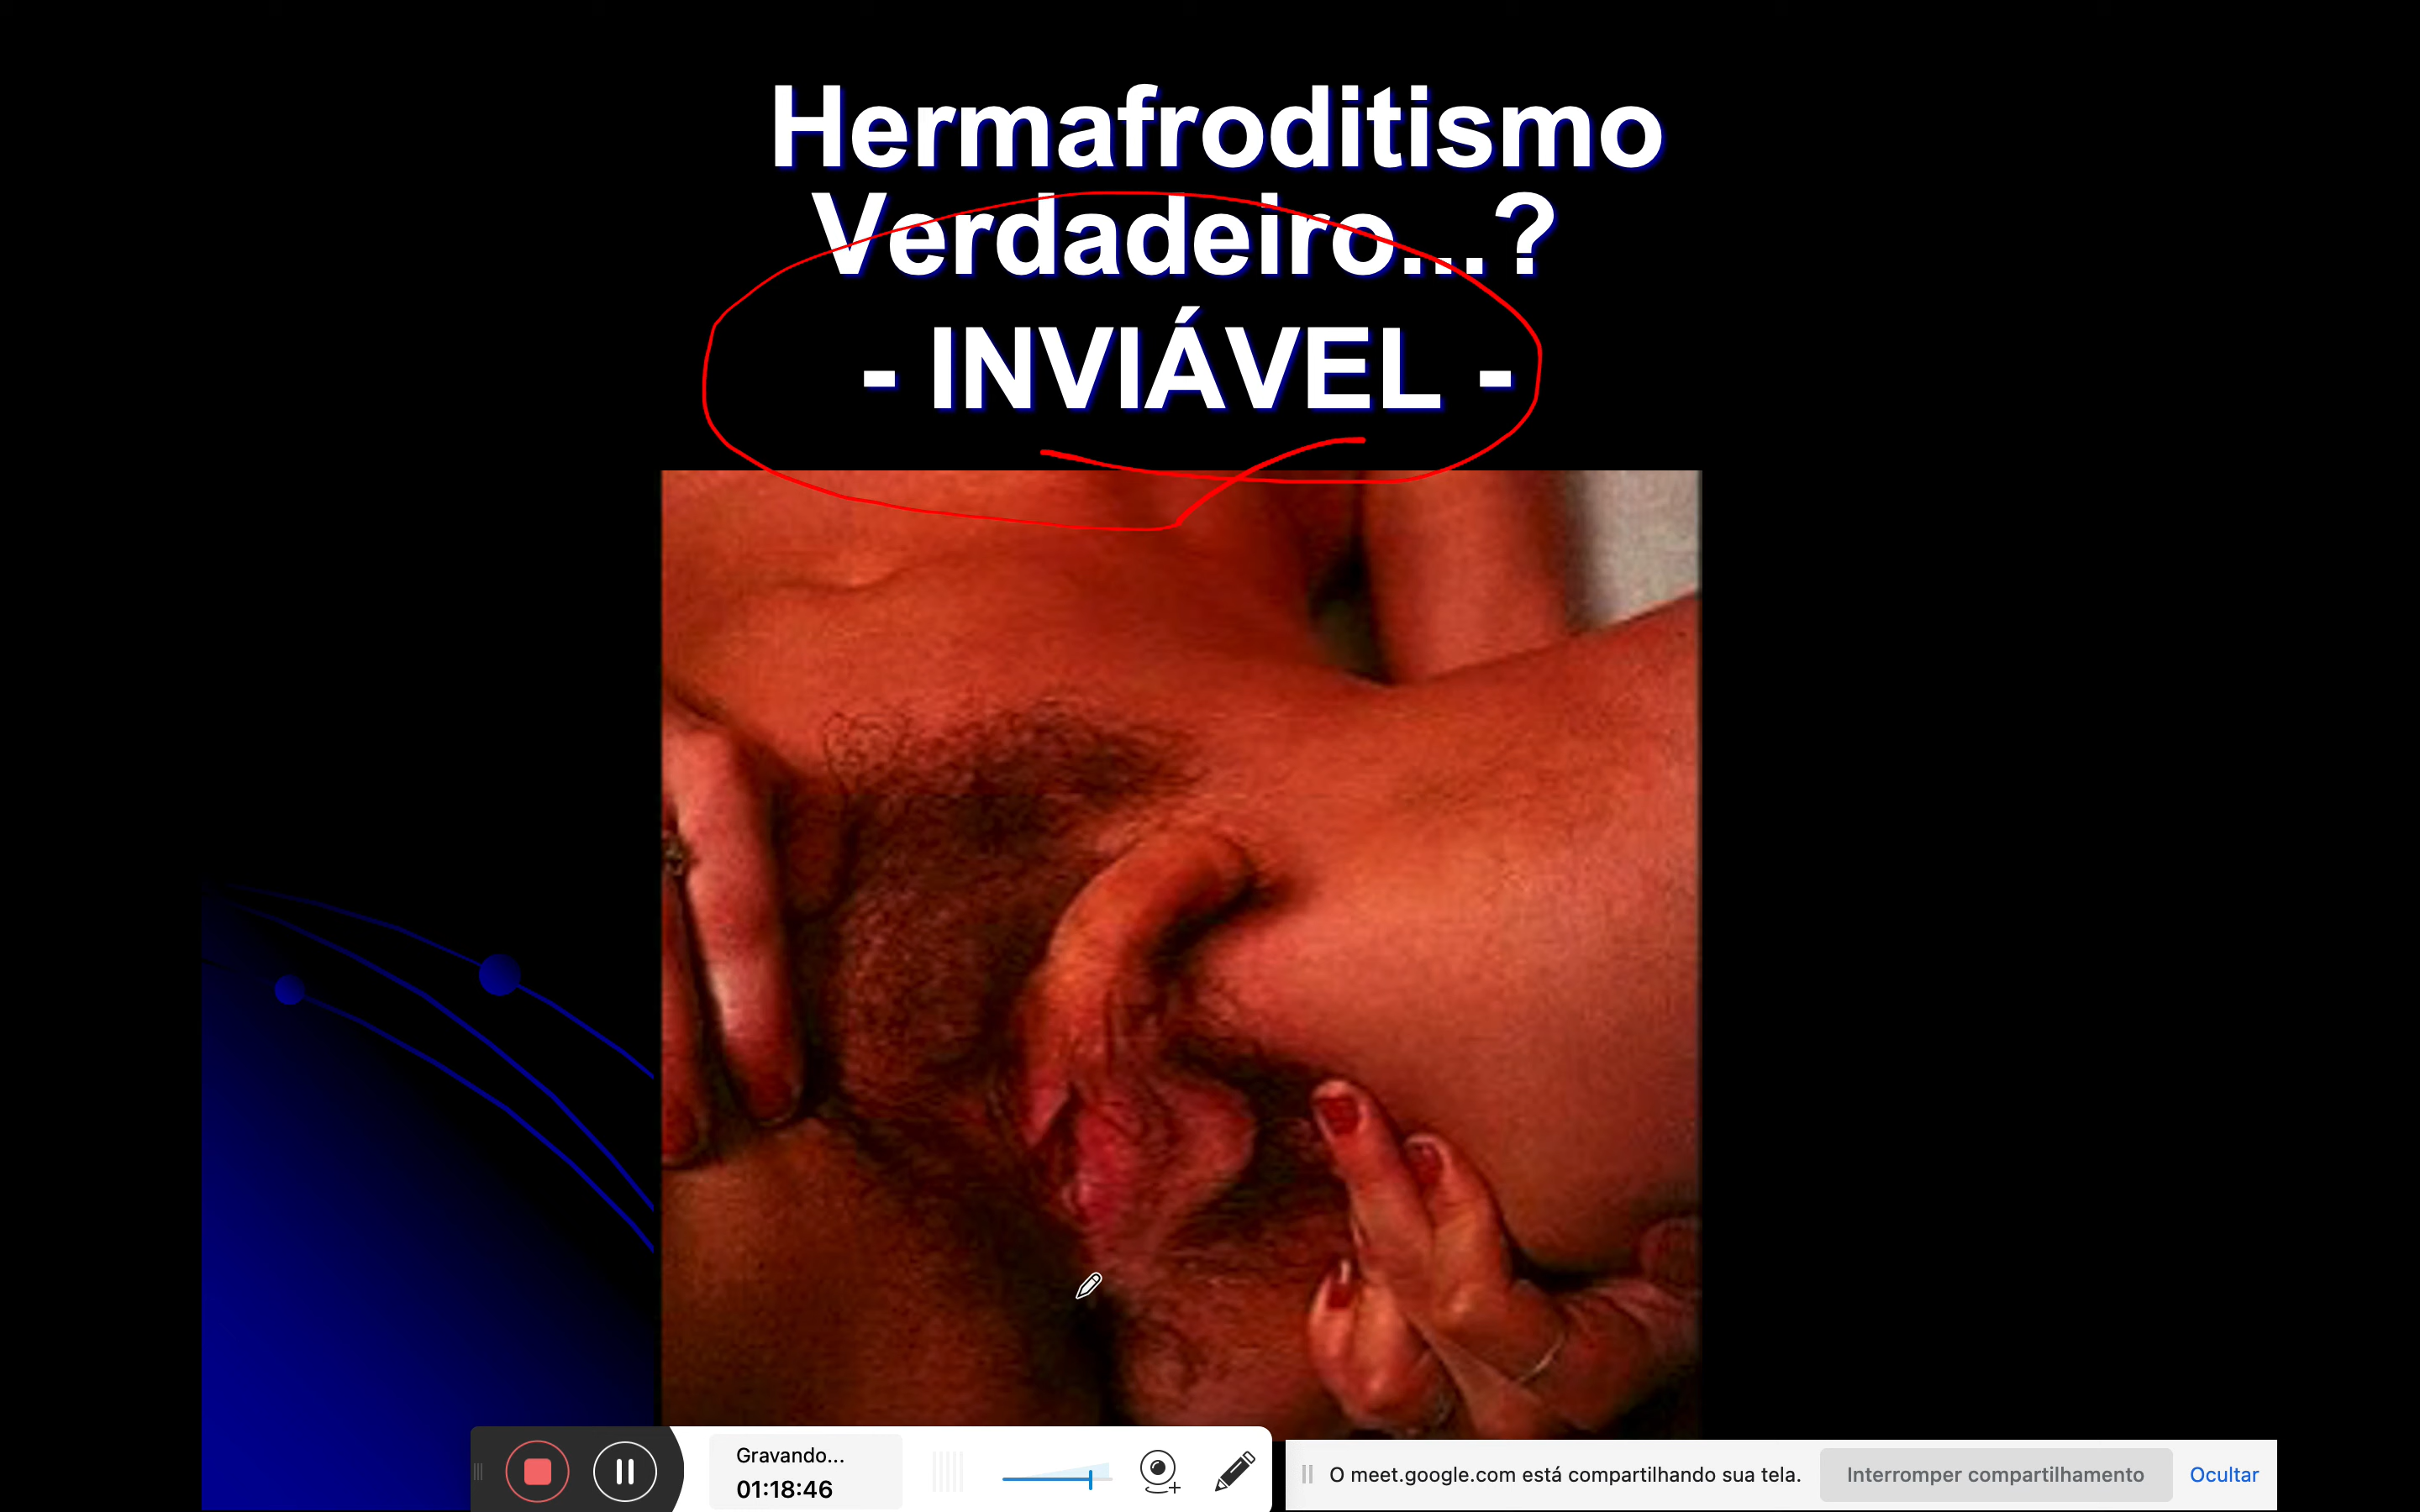 Hermafroditismo
Verdadeiro...?
- INVIÁVEL -
Gravando...
01:18:46
O meet.google.com está compartilhando sua tela.
Interromper compartilhamento
Ocultar